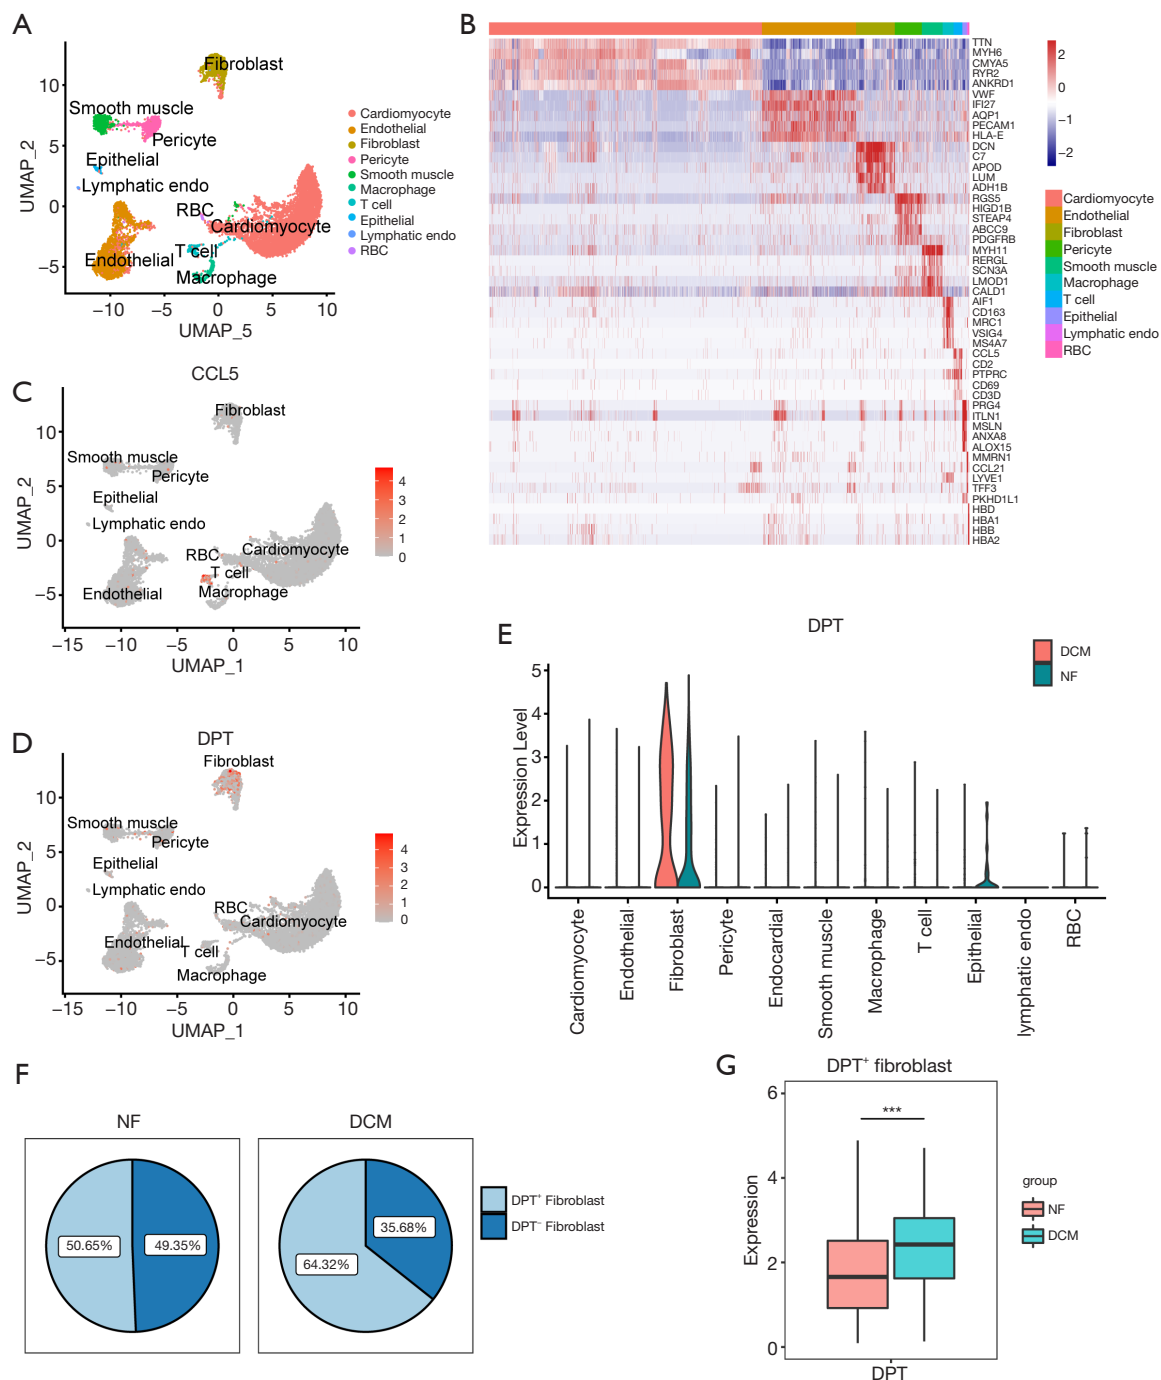 A
Fibroblast
Smooth muscle
Pericyte
Epithelial
Lymphatic endo
RBC
Cardiomyocyte
Endothelial
T cell
Macrophage
10
5
0
−5
UMAP_2
−10
−5
0
5
10
UMAP_5
Cardiomyocyte
Endothelial
Fibroblast
Pericyte
Smooth muscle
Macrophage
T cell
Epithelial
Lymphatic endo
RBC
B
TTN
MYH6
CMYA5
RYR2
ANKRD1
VWF
IFI27
AQP1
PECAM1
HLA-E
DCN
C7
APOD
LUM
ADH1B
RGS5
HIGD1B
STEAP4
ABCC9
PDGFRB
MYH11
RERGL
SCN3A
LMOD1
CALD1
AIF1
CD163
MRC1
VSIG4
MS4A7
CCL5
CD2
PTPRC
CD69
CD3D
PRG4
ITLN1
MSLN
ANXA8
ALOX15
MMRN1
CCL21
LYVE1
TFF3
PKHD1L1
HBD
HBA1
HBB
HBA2
2
1
0
−1
−2
Cardiomyocyte
Endothelial
Fibroblast
Pericyte
Smooth muscle
Macrophage
T cell
Epithelial
Lymphatic endo
RBC
C
CCL5
Fibroblast
Smooth muscle
Pericyte
Epithelial
Lymphatic endo
RBC
Cardiomyocyte
T cell
Endothelial
Macrophage
10
5
0
−5
UMAP_2
−15
−10
−5
0
5
10
UMAP_1
4
3
2
1
0
D
DPT
Fibroblast
Smooth muscle
Pericyte
Epithelial
Lymphatic endo
RBC
Cardiomyocyte
Endothelial
T cell
Macrophage
10
5
0
−5
UMAP_2
−15
−10
−5
0
5
10
UMAP_1
4
3
2
1
0
E
DPT
DCM
NF
5
4
3
2
1
0
Expression Level
Cardiomyocyte
Endothelial
Fibroblast
Pericyte
Endocardial
Smooth muscle
Macrophage
T cell
Epithelial
lymphatic endo
RBC
F
NF
DCM
50.65%
49.35%
64.32%
35.68%
DPT⁺ Fibroblast
DPT⁻ Fibroblast
G
DPT⁺ fibroblast
***
6
4
2
0
Expression
DPT
group
NF
DCM